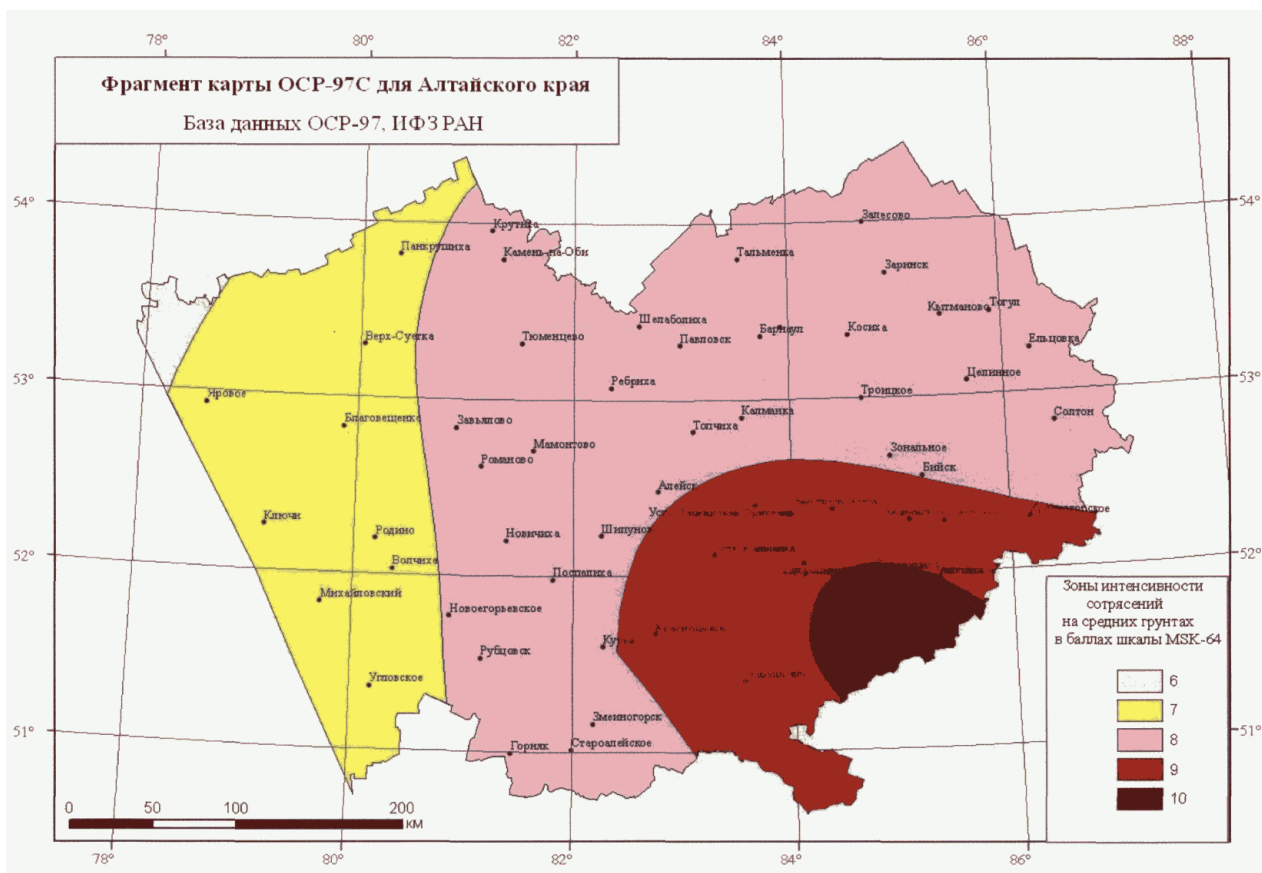 78° 80° 82° 84° 86° 88°
Фрагмент карты ОСР-97С для Алтайского края
База данных ОСР-97, ИФЗ РАН
54°
54°
Залесово
Крутиха
Панкрушиха
Камень-на-Оби
Тальменка
Заринск
Тогул
Кытманово
Шелаболиха
Барнаул
Косиха
Верх-Суетка
Тюменцево
Павловск
Ельцовка
53°
53°
Целинное
Ребриха
Троицкое
Яровое
Благовещенке
Завьялово
Калманка
Солтон
Топчиха
Мамонтово
Романово
Зональное
Бийск
Алейск
Ключи
Шипунов
Родино
Новичиха
52°
52°
Волчиха
Поспелиха
Михайловский
Новоегорьевское
Рубцовск
Угловское
Змеиногорск
Горняк
Староалейское
51°
51°
Зоны интенсивности
сотрясений
на средних грунтах
в баллах шкалы MSK-64
6
7
8
9
10
0 50 100 200
км
78° 80° 82° 84° 86°